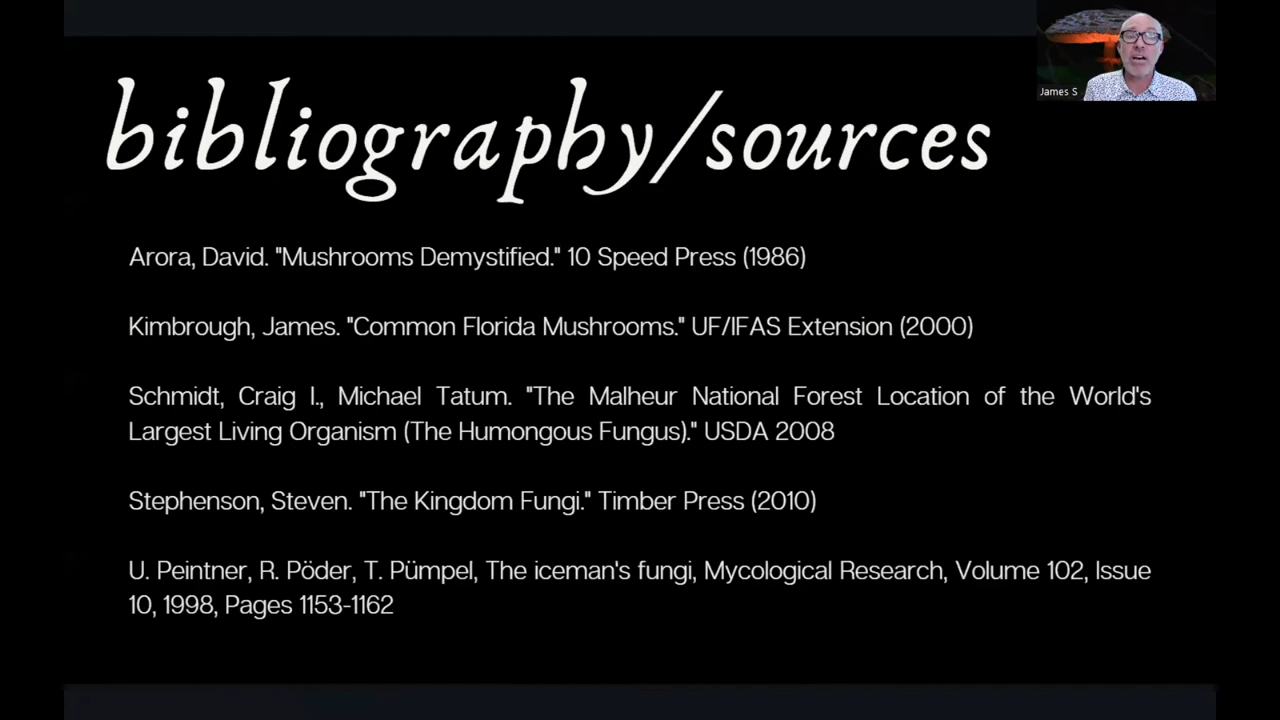 bibliography/sources
James S
Arora, David. "Mushrooms Demystified." 10 Speed Press (1986)
Kimbrough, James. "Common Florida Mushrooms." UF/IFAS Extension (2000)
Schmidt, Craig I., Michael Tatum. "The Malheur National Forest Location of the World's
Largest Living Organism (The Humongous Fungus)." USDA 2008
Stephenson, Steven. "The Kingdom Fungi." Timber Press (2010)
U. Peintner, R. Pöder, T. Pümpel, The iceman's fungi, Mycological Research, Volume 102, Issue
10, 1998, Pages 1153-1162